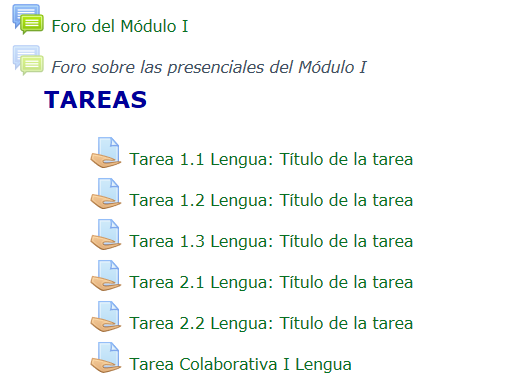 Foro del Módulo I
Foro sobre las presenciales del Módulo I
TAREAS
Tarea 1.1 Lengua: Título de la tarea
Tarea 1.2 Lengua: Título de la tarea
Tarea 1.3 Lengua: Título de la tarea
Tarea 2.1 Lengua: Título de la tarea
Tarea 2.2 Lengua: Título de la tarea
Tarea Colaborativa I Lengua